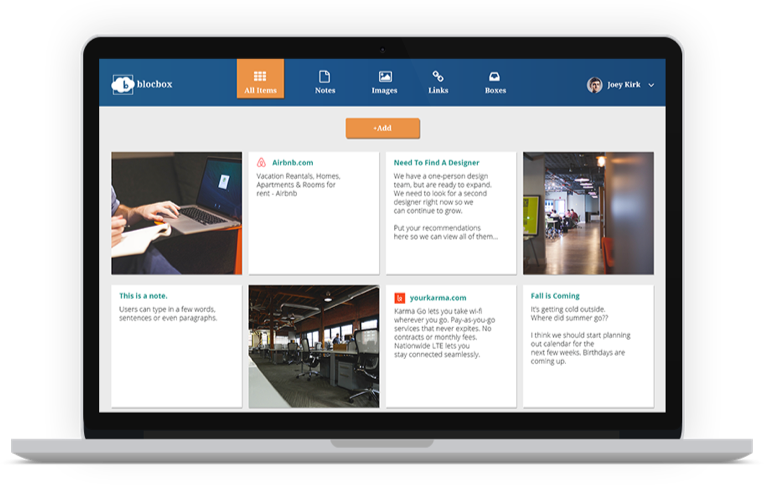 blocbox
All Items
Notes
Images
Links
Boxes
Joey Kirk
+Add
Airbnb.com
Vacation Reantals, Homes,
Apartments & Rooms for
rent - Airbnb
Need To Find A Designer
We have a one-person design
team, but are ready to expand.
We need to look for a second
designer right now so we
can continue to grow.
Put your recommendations
here so we can view all of them...
This is a note.
Users can type in a few words,
sentences or even paragraphs.
yourkarma.com
Karma Go lets you take wi-fi
wherever you go. Pay-as-you-go
services that never expites. No
contracts or monthly fees.
Nationwide LTE lets you
stay connected seamlessly.
Fall is Coming
It's getting cold outside.
Where did summer go??
I think we should start planning
out calendar for the
next few weeks. Birthdays are
coming up.